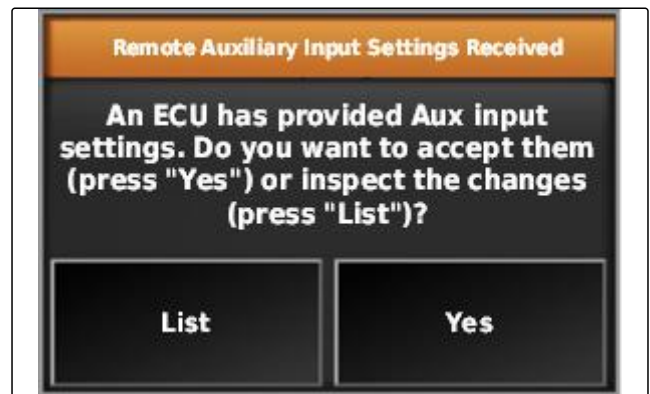 Remote Auxiliary Input Settings Received
An ECU has provided Aux input
settings. Do you want to accept them
(press "Yes") or inspect the changes
(press "List")?
List
Yes